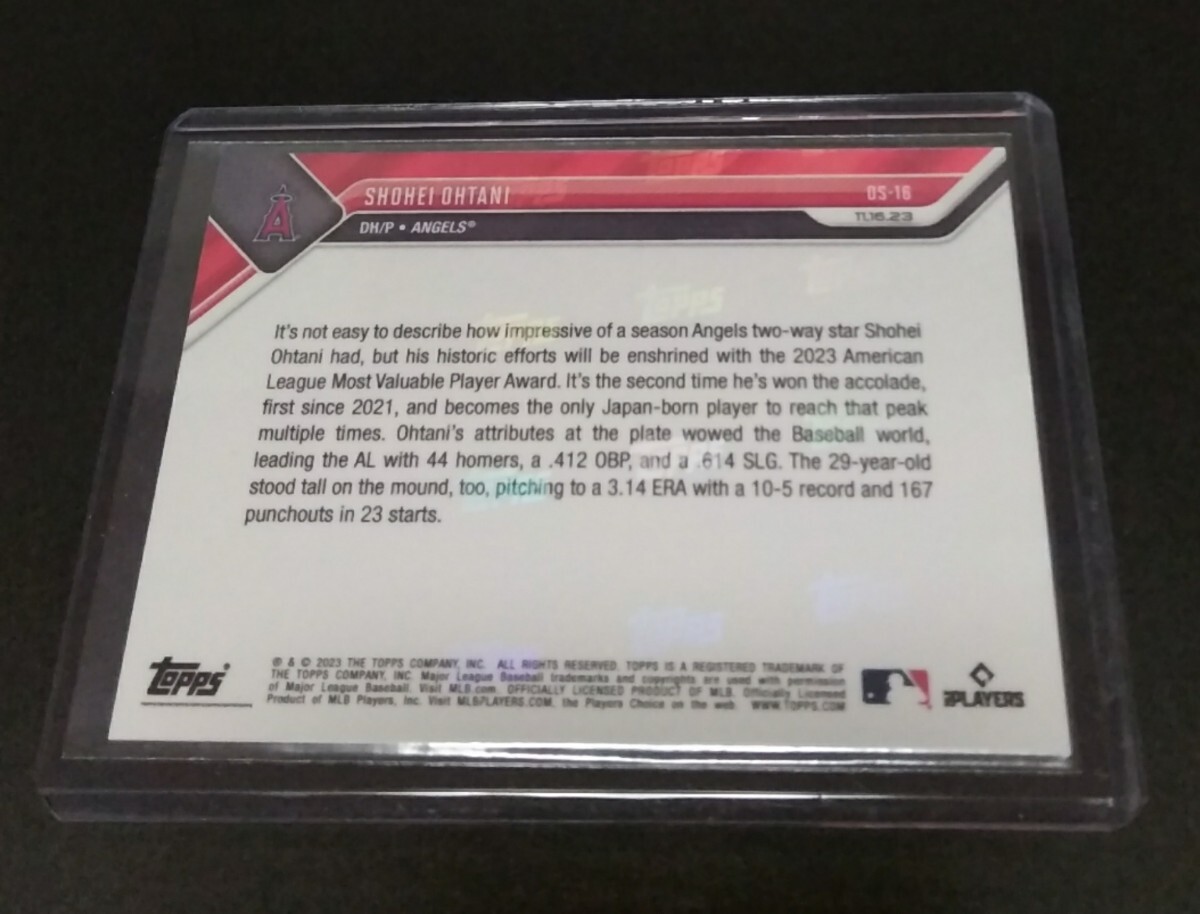 A
SHOHEI OHTANI
OS-16
DH/P • ANGELS®
11.16.23
It's not easy to describe how impressive of a season Angels two-way star Shohei
Ohtani had, but his historic efforts will be enshrined with the 2023 American
League Most Valuable Player Award. It's the second time he's won the accolade,
first since 2021, and becomes the only Japan-born player to reach that peak
multiple times. Ohtani's attributes at the plate wowed the Baseball world,
leading the AL with 44 homers, a .412 OBP, and a .614 SLG. The 29-year-old
stood tall on the mound, too, pitching to a 3.14 ERA with a 10-5 record and 167
punchouts in 23 starts.
topps
® & © 2023 THE TOPPS COMPANY, INC. ALL RIGHTS RESERVED. TOPPS IS A REGISTERED TRADEMARK OF
THE TOPPS COMPANY, INC. Major League Baseball trademarks and copyrights are used with permission
of Major League Baseball. Visit MLB.com. OFFICIALLY LICENSED PRODUCT OF MLB. Officially Licensed
Product of MLB Players, Inc. Visit MLBPLAYERS.COM, the Players Choice on the web. WWW.TOPPS.COM
PLAYERS